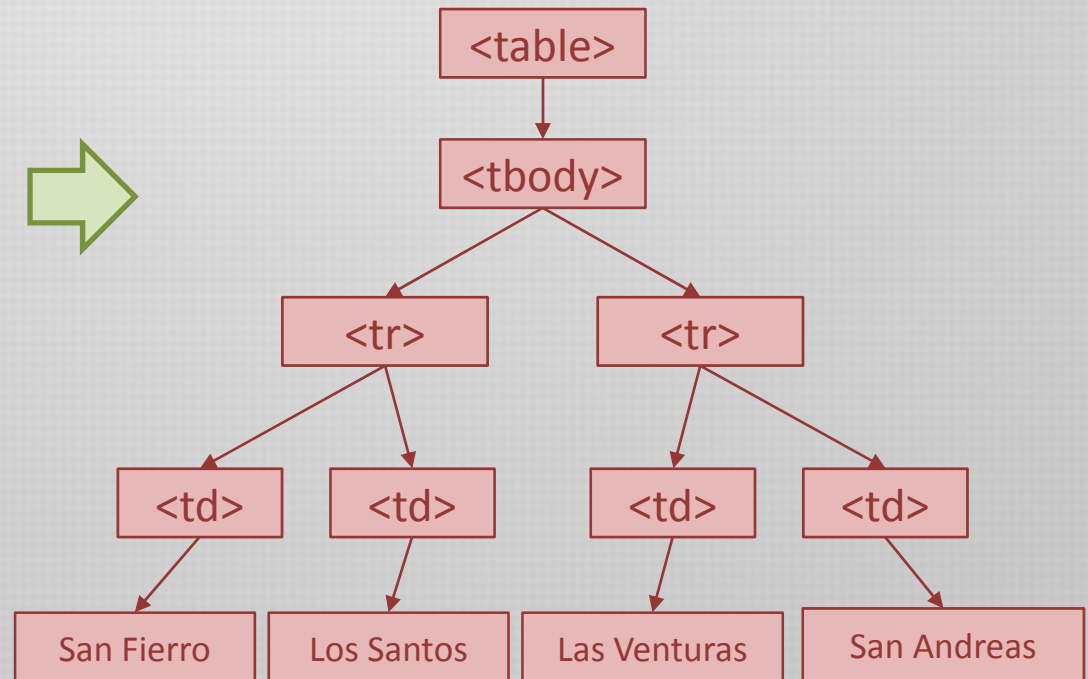 <table>
<tbody>
<tr>
<tr>
<td>
<td>
<td>
<td>
San Fierro
Los Santos
Las Venturas
San Andreas